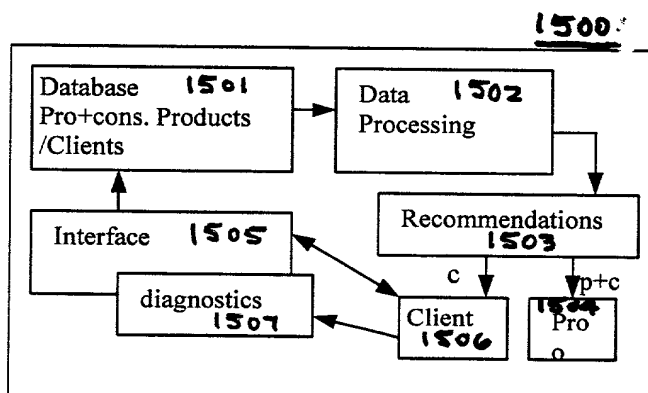 1500
Database 1501
Pro+cons. Products
/Clients
Data 1502
Processing
Recommendations
1503
Interface 1505
c
p+c
diagnostics
1507
Client
1506
1504
Pro
o